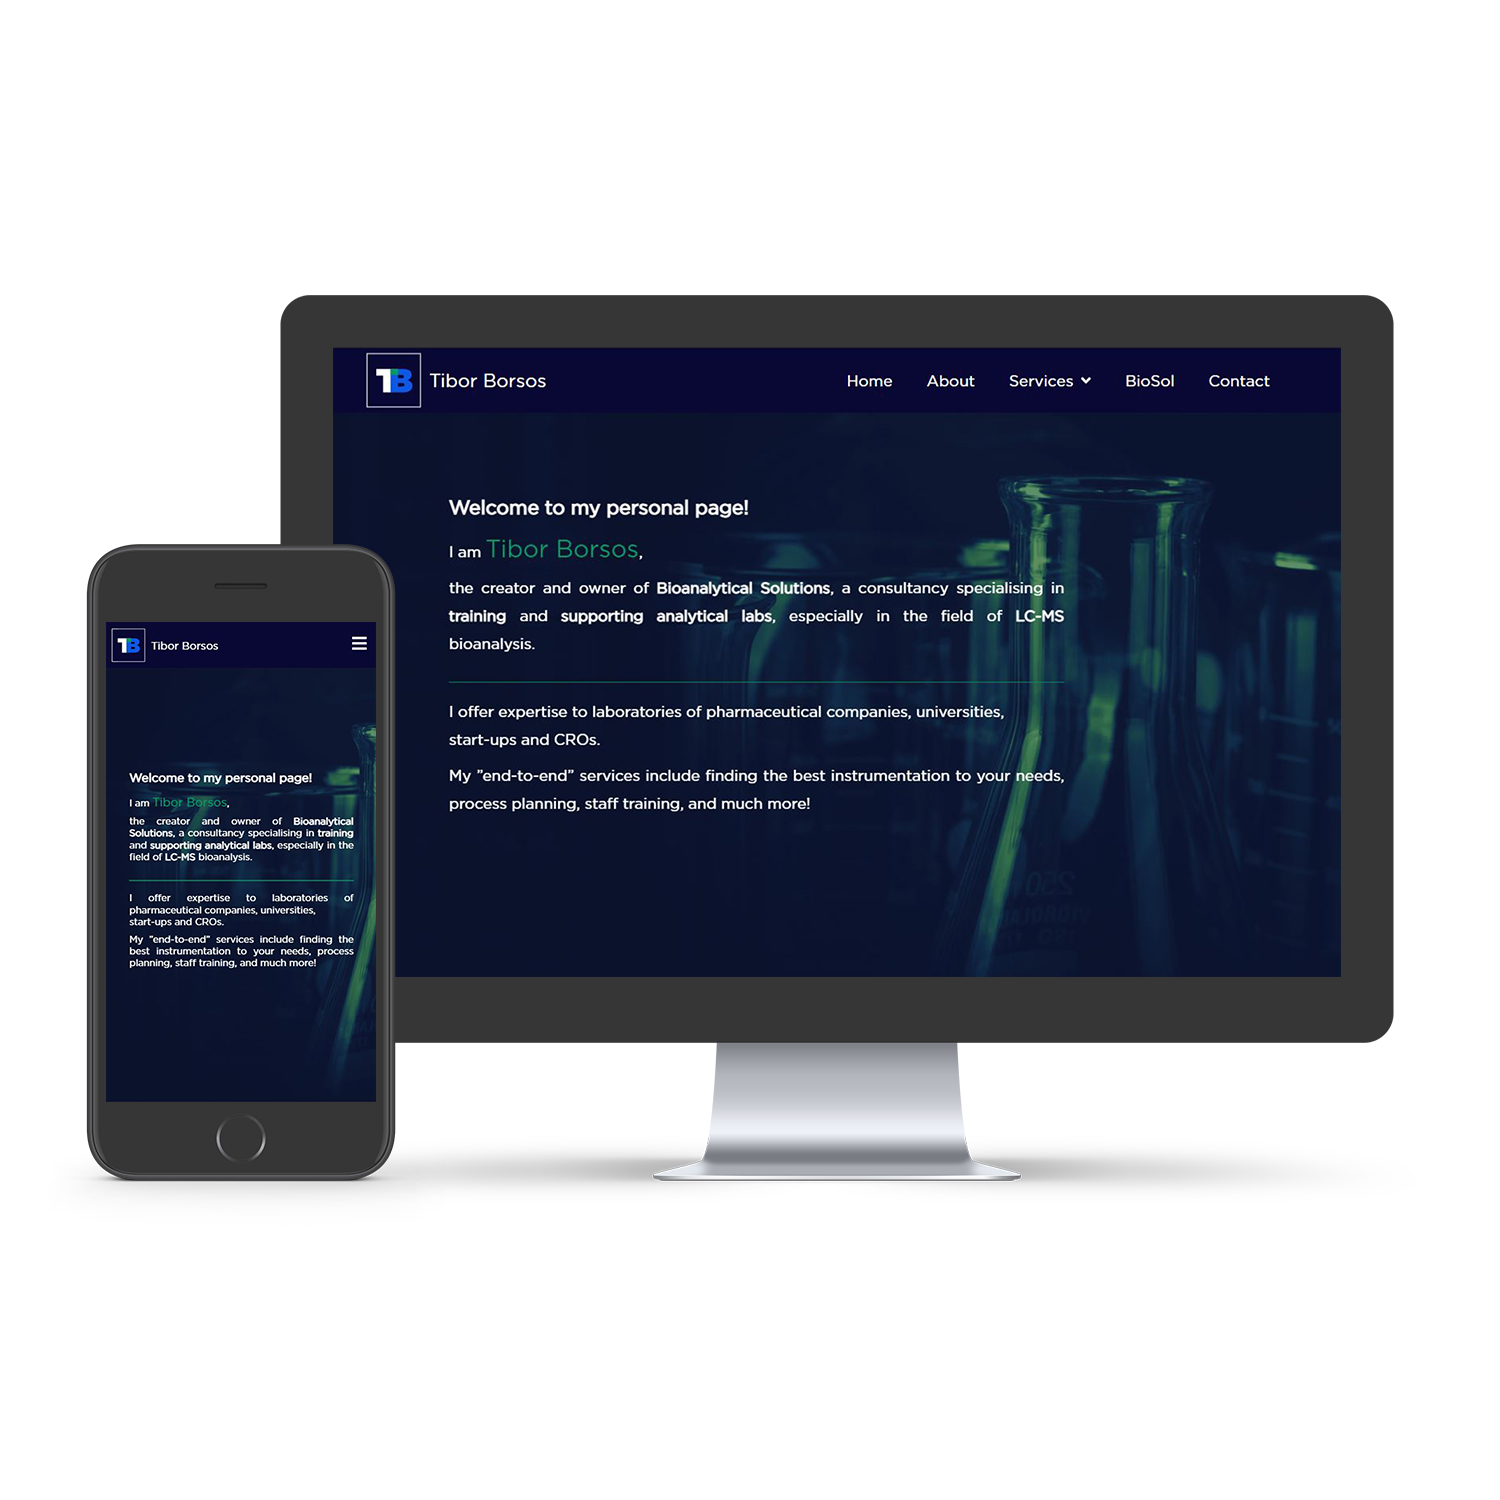 TB Tibor Borsos
Home About Services BioSol Contact
Welcome to my personal page!
I am Tibor Borsos,
the creator and owner of Bioanalytical Solutions, a consultancy specialising in
training and supporting analytical labs, especially in the field of LC-MS
bioanalysis.
I offer expertise to laboratories of pharmaceutical companies, universities,
start-ups and CROs.
My ”end-to-end” services include finding the best instrumentation to your needs,
process planning, staff training, and much more!
250
TB Tibor Borsos
Welcome to my personal page!
I am Tibor Borsos,
the creator and owner of Bioanalytical
Solutions, a consultancy specialising in training
and supporting analytical labs, especially in the
field of LC-MS bioanalysis.
I offer expertise to laboratories of
pharmaceutical companies, universities,
start-ups and CROs.
My ”end-to-end” services include finding the
best instrumentation to your needs, process
planning, staff training, and much more!